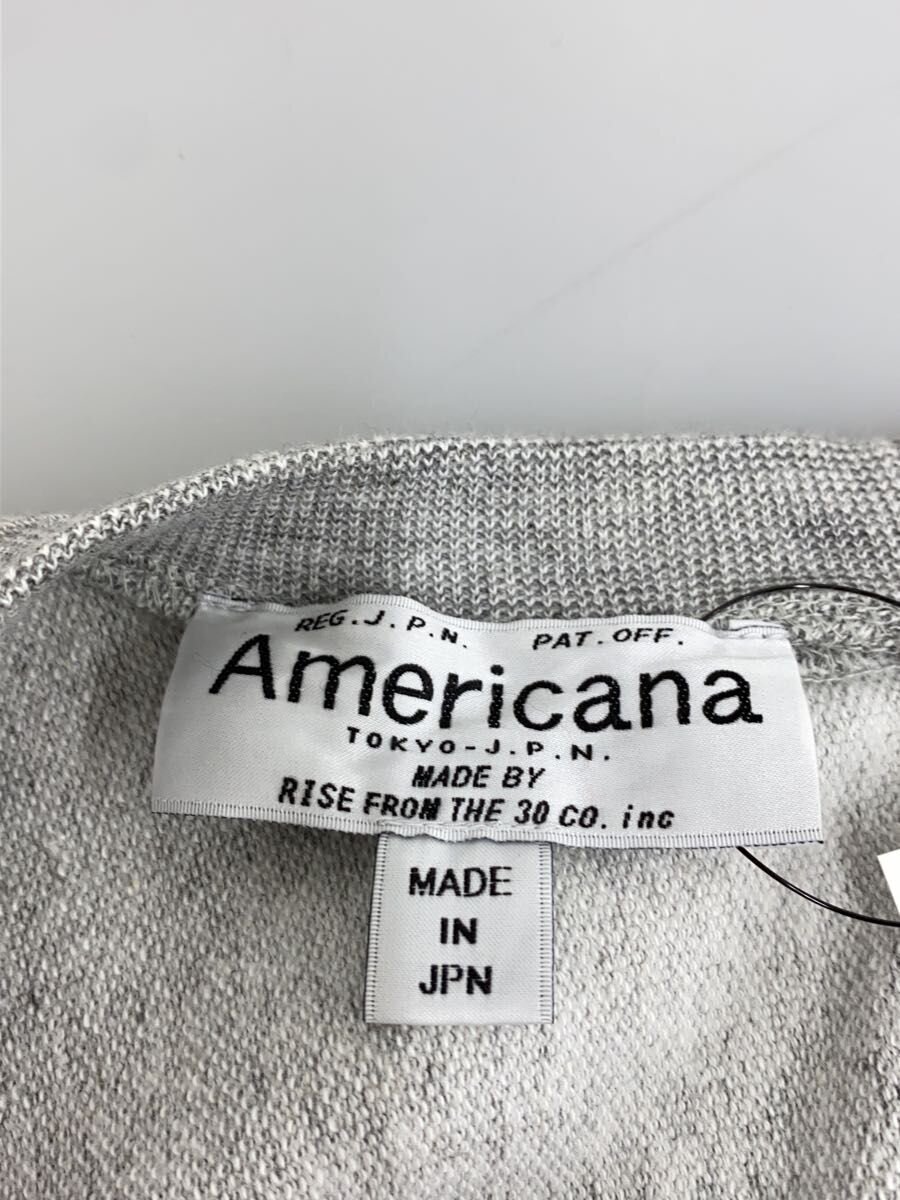 REG.J.P.N. PAT.OFF.
Americana
TOKYO-J.P.N.
MADE BY
RISE FROM THE 30 CO. inc
MADE
IN
JPN